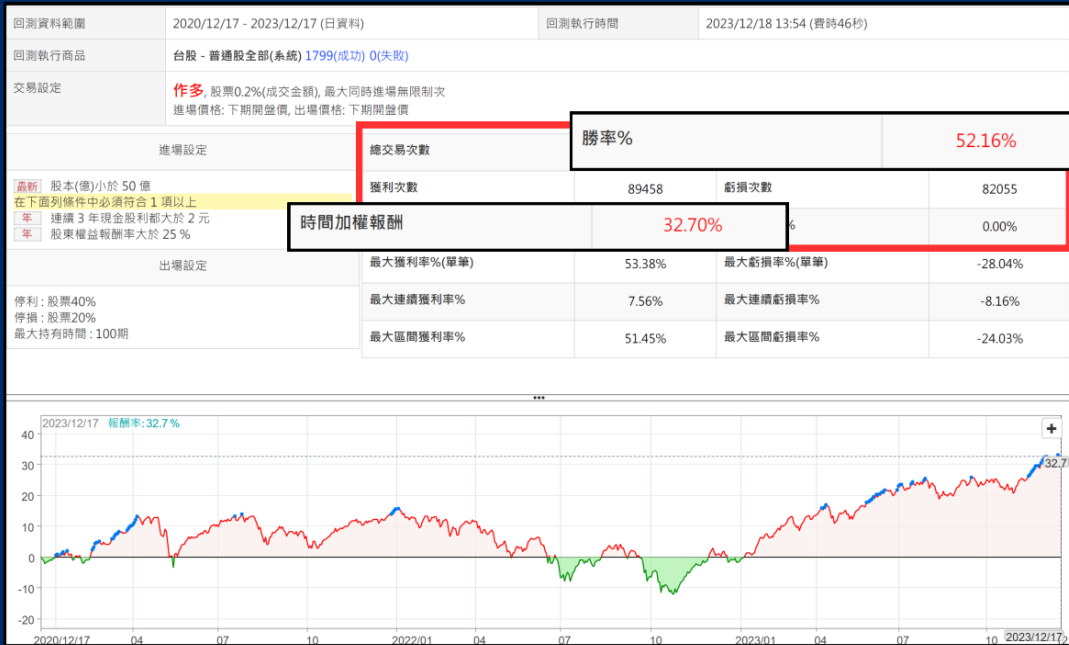 回測資料範圍 2020/12/17 - 2023/12/17 (日資料) 回測執行時間 2023/12/18 13:54 (費時46秒)
回測執行商品 台股 - 普通股全部(系統) 1799(成功) 0(失敗)
交易設定 作多, 股票0.2%(成交金額), 最大同時進場無限制次
進場價格: 下期開盤價, 出場價格: 下期開盤價
勝率% 52.16%
進場設定
總交易次數
最新 股本(億)小於 50 億
在下面列條件中必須符合 1 項以上
年 連續 3 年現金股利都大於 2 元
年 股東權益報酬率大於 25 %
獲利次數 89458 虧損次數 82055
時間加權報酬 32.70% % 0.00%
出場設定
停利 : 股票40%
停損 : 股票20%
最大持有時間 : 100期
最大獲利率%(單筆) 53.38% 最大虧損率%(單筆) -28.04%
最大連續獲利率% 7.56% 最大連續虧損率% -8.16%
最大區間獲利率% 51.45% 最大區間虧損率% -24.03%
2023/12/17 報酬率:32.7%
+
40
30
20
10
0
-10
-20
32.7
2020/12/17 04 07 10 2022/01 04 07 10 2023/01 04 07 10 2023/12/17